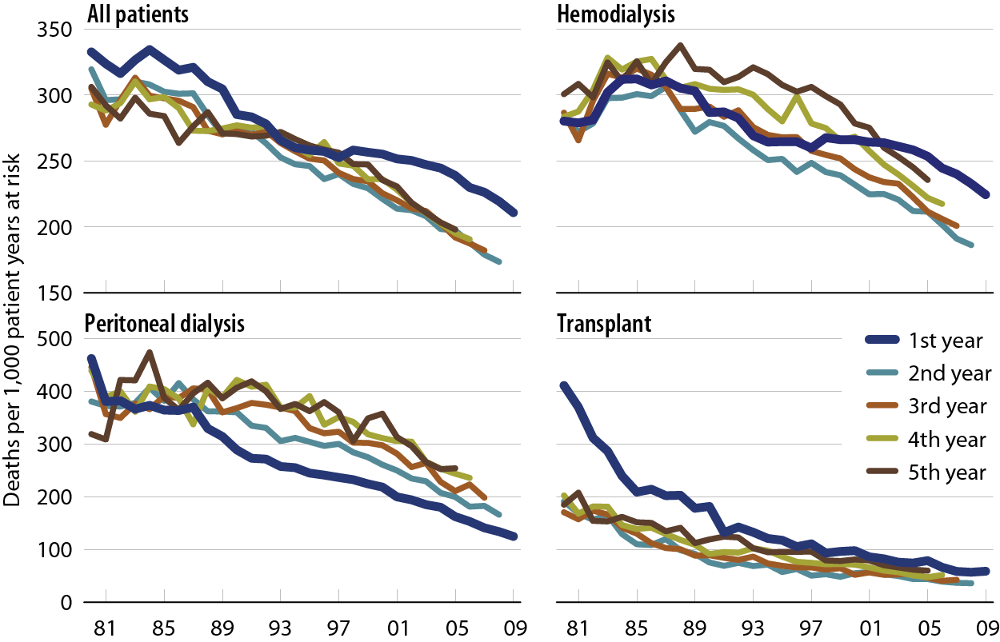 All patients
Hemodialysis
Deaths per 1,000 patient years at risk
350
300
250
200
150
81 85 89 93 97 01 05 09
Peritoneal dialysis
Transplant
500
400
300
200
100
0
1st year
2nd year
3rd year
4th year
5th year
81 85 89 93 97 01 05 09